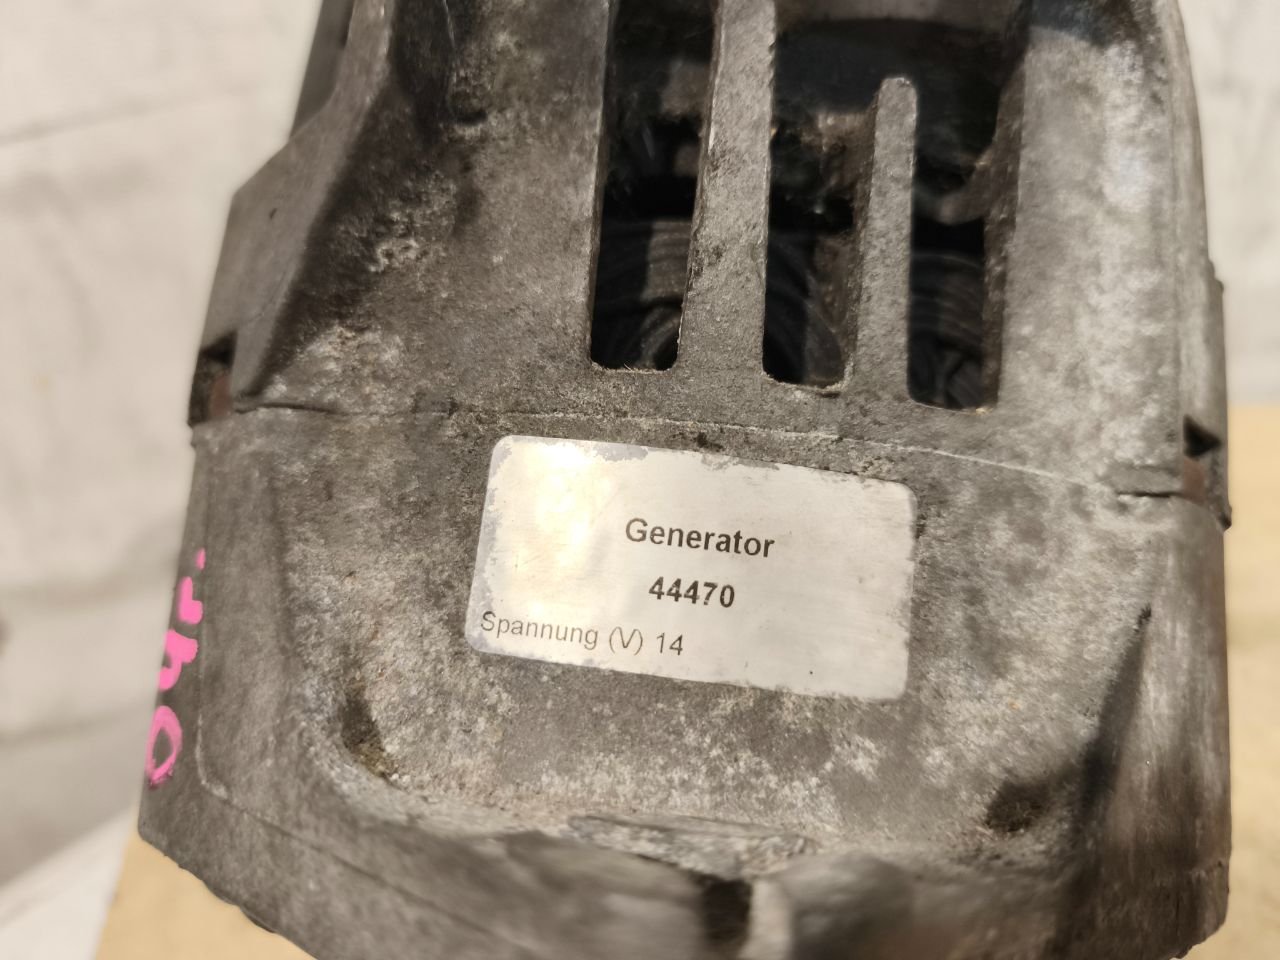 Generator
44470
Spannung (V) 14